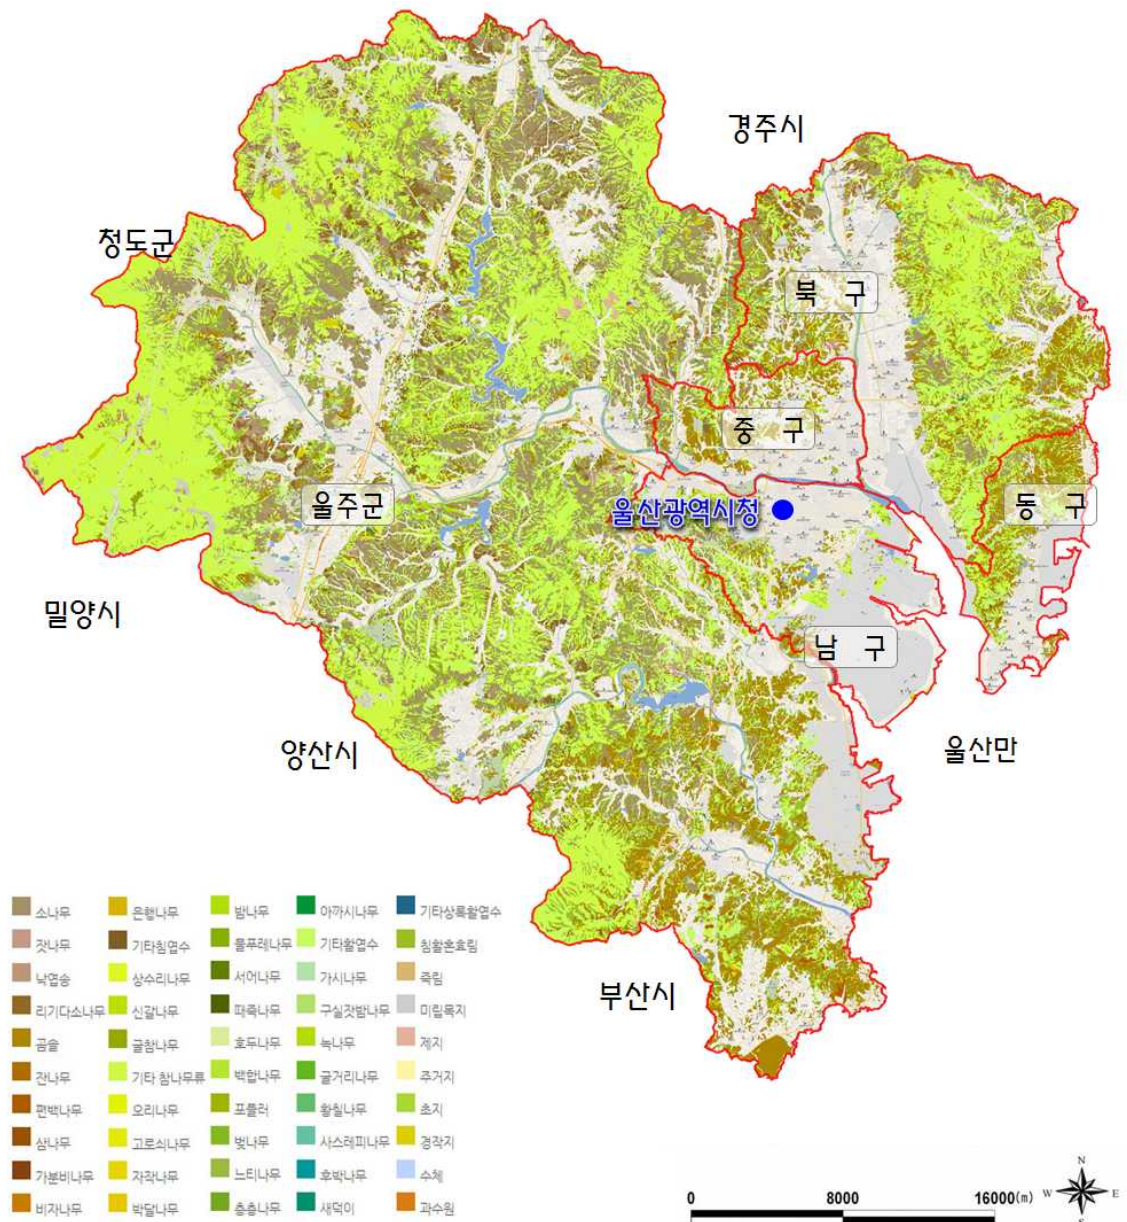 경주시
청도군
북 구
중 구
울산광역시청
동 구
울주군
밀양시
남 구
양산시
울산만
부산시
소나무 은행나무 밤나무 아까시나무 기타상록활엽수
잣나무 기타침엽수 물푸레나무 기타활엽수 침활혼효림
낙엽송 상수리나무 서어나무 가시나무 죽림
리기다소나무 신갈나무 때죽나무 구실잣밤나무 미립목지
곰솔 굴참나무 호두나무 녹나무 제지
잔나무 기타 참나무류 백합나무 굴거리나무 주거지
편백나무 오리나무 포플러 황칠나무 초지
삼나무 고로쇠나무 벚나무 사스레피나무 경작지
가분비나무 자작나무 느티나무 후박나무 수체
비자나무 박달나무 층층나무 새덕이 과수원
0 8000 16000(m)
N
W E
S